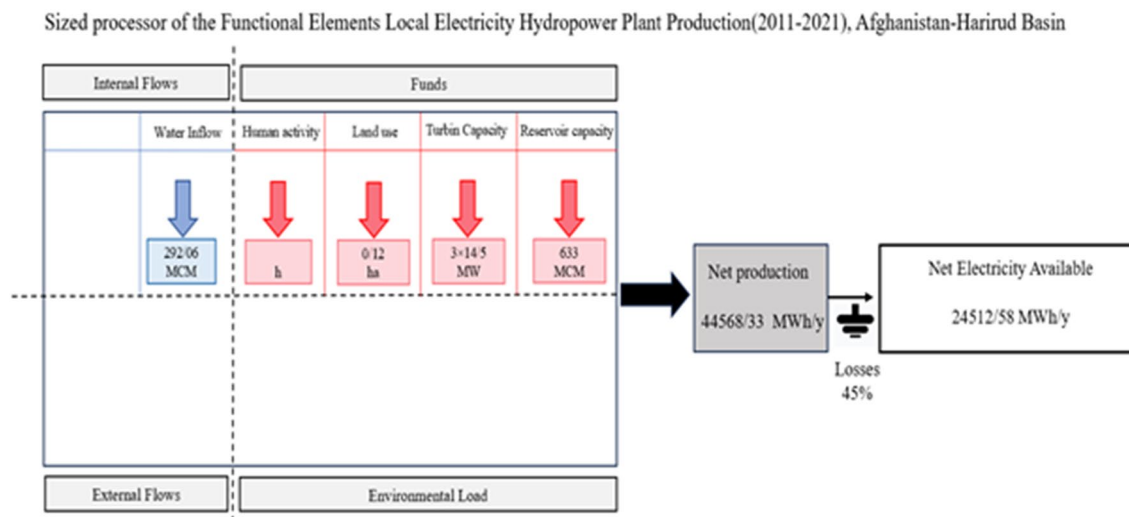 Sized processor of the Functional Elements Local Electricity Hydropower Plant Production(2011-2021), Afghanistan-Harirud Basin
Internal Flows
Funds
Water Inflow
Human activity
Land use
Turbin Capacity
Reservoir capacity
292/06
MCM
h
0/12
ha
3×14/5
MW
633
MCM
Net production
44568/33 MWh/y
Losses
45%
Net Electricity Available
24512/58 MWh/y
External Flows
Environmental Load